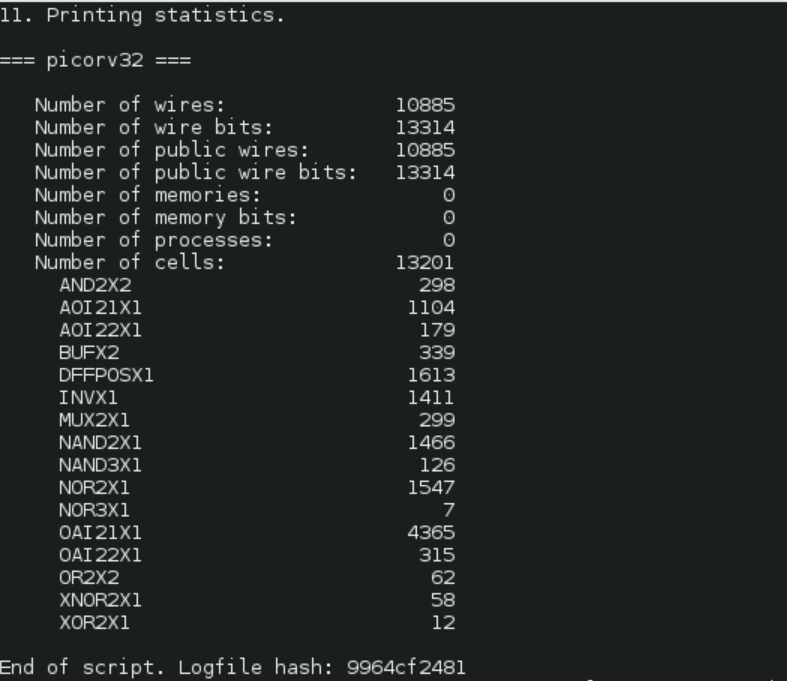 11. Printing statistics.
=== picorv32 ===
Number of wires: 10885
Number of wire bits: 13314
Number of public wires: 10885
Number of public wire bits: 13314
Number of memories: 0
Number of memory bits: 0
Number of processes: 0
Number of cells: 13201
AND2X2 298
AOI21X1 1104
AOI22X1 179
BUFX2 339
DFFPOSX1 1613
INVX1 1411
MUX2X1 299
NAND2X1 1466
NAND3X1 126
NOR2X1 1547
NOR3X1 7
OAI21X1 4365
OAI22X1 315
OR2X2 62
XNOR2X1 58
XOR2X1 12
End of script. Logfile hash: 9964cf2481